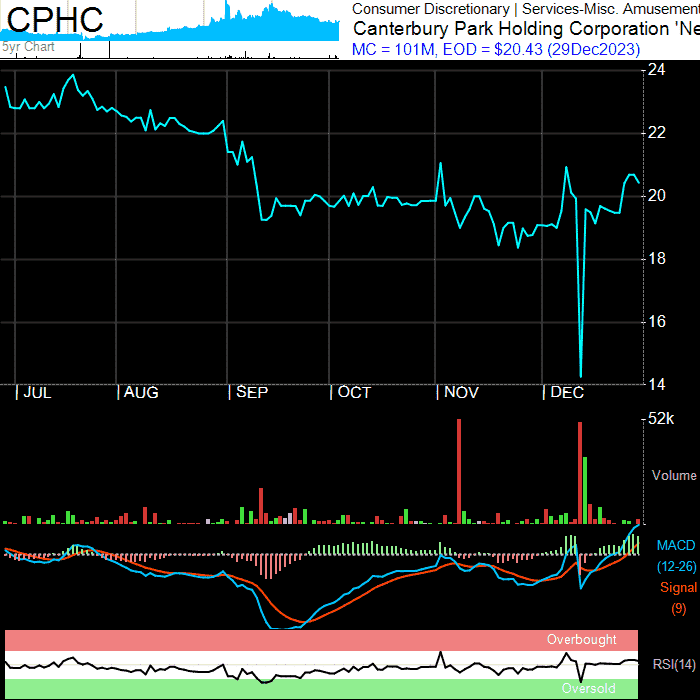 CPHC
5yr Chart
Consumer Discretionary | Services-Misc. Amusement
Canterbury Park Holding Corporation 'Ne
MC = 101M, EOD = $20.43 (29Dec2023)
24
22
20
18
16
14
JUL
AUG
SEP
OCT
NOV
DEC
52k
Volume
MACD
(12-26)
Signal
(9)
Overbought
RSI(14)
Oversold